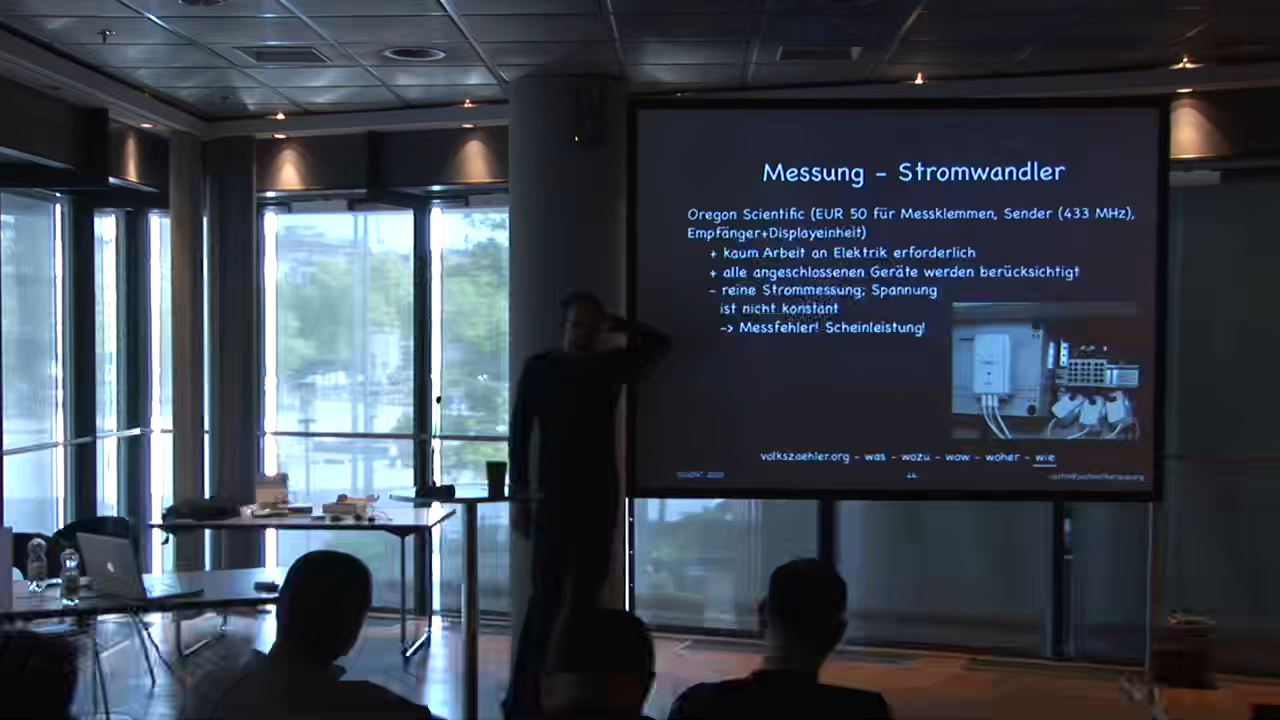 Messung - Stromwandler
Oregon Scientific (EUR 50 für Messklemmen, Sender (433 MHz),
Empfänger+Displayeinheit)
+ kaum Arbeit an Elektrik erforderlich
+ alle angeschlossenen Geräte werden berücksichtigt
- reine Strommessung; Spannung
ist nicht konstant
-> Messfehler! Scheinleistung!
volkszaehler.org - was - wozu - wow - woher - wie